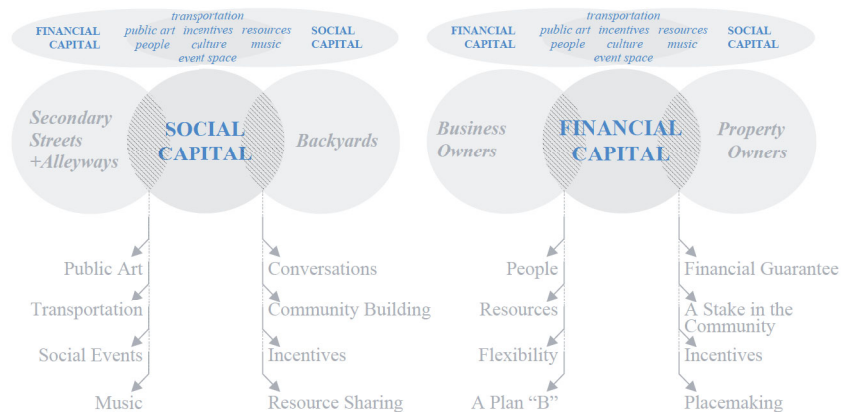 FINANCIAL
CAPITAL
public art
people
transportation
incentives
culture
event space
resources
music
SOCIAL
CAPITAL
Secondary
Streets
+Alleyways
SOCIAL
CAPITAL
Backyards
Public Art
Transportation
Social Events
Music
Conversations
Community Building
Incentives
Resource Sharing
FINANCIAL
CAPITAL
public art
people
transportation
incentives
culture
event space
resources
music
SOCIAL
CAPITAL
Business
Owners
FINANCIAL
CAPITAL
Property
Owners
People
Resources
Flexibility
A Plan “B”
Financial Guarantee
A Stake in the
Community
Incentives
Placemaking